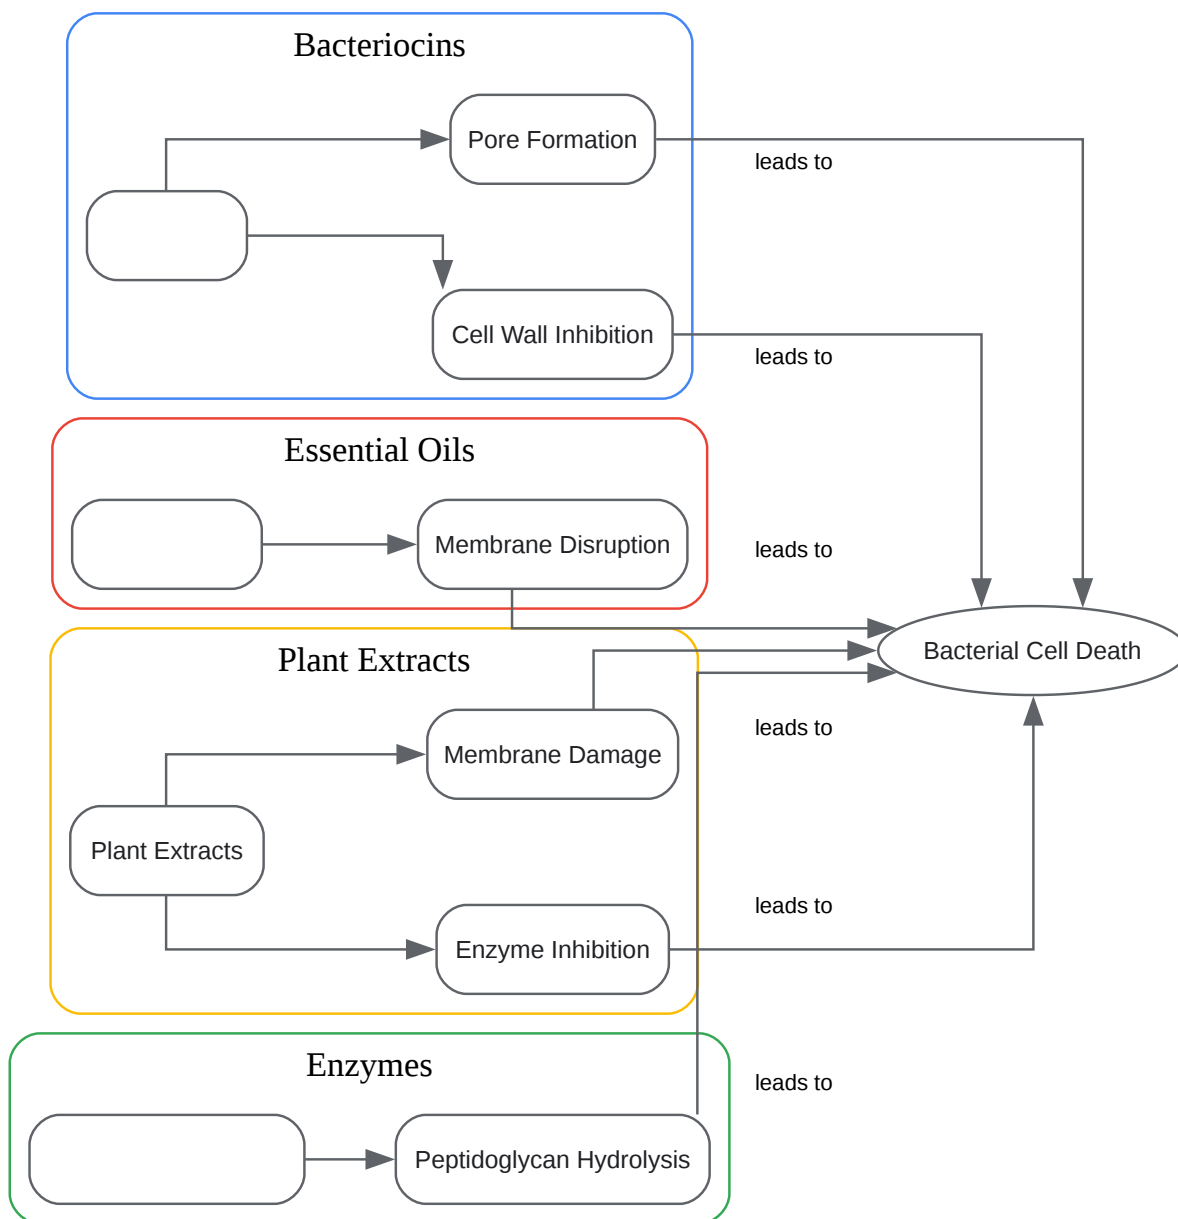 Bacteriocins
Pore Formation
leads to
Cell Wall Inhibition
leads to
Essential Oils
Membrane Disruption
leads to
Bacterial Cell Death
Plant Extracts
leads to
Membrane Damage
Plant Extracts
leads to
Enzyme Inhibition
Enzymes
leads to
Peptidoglycan Hydrolysis